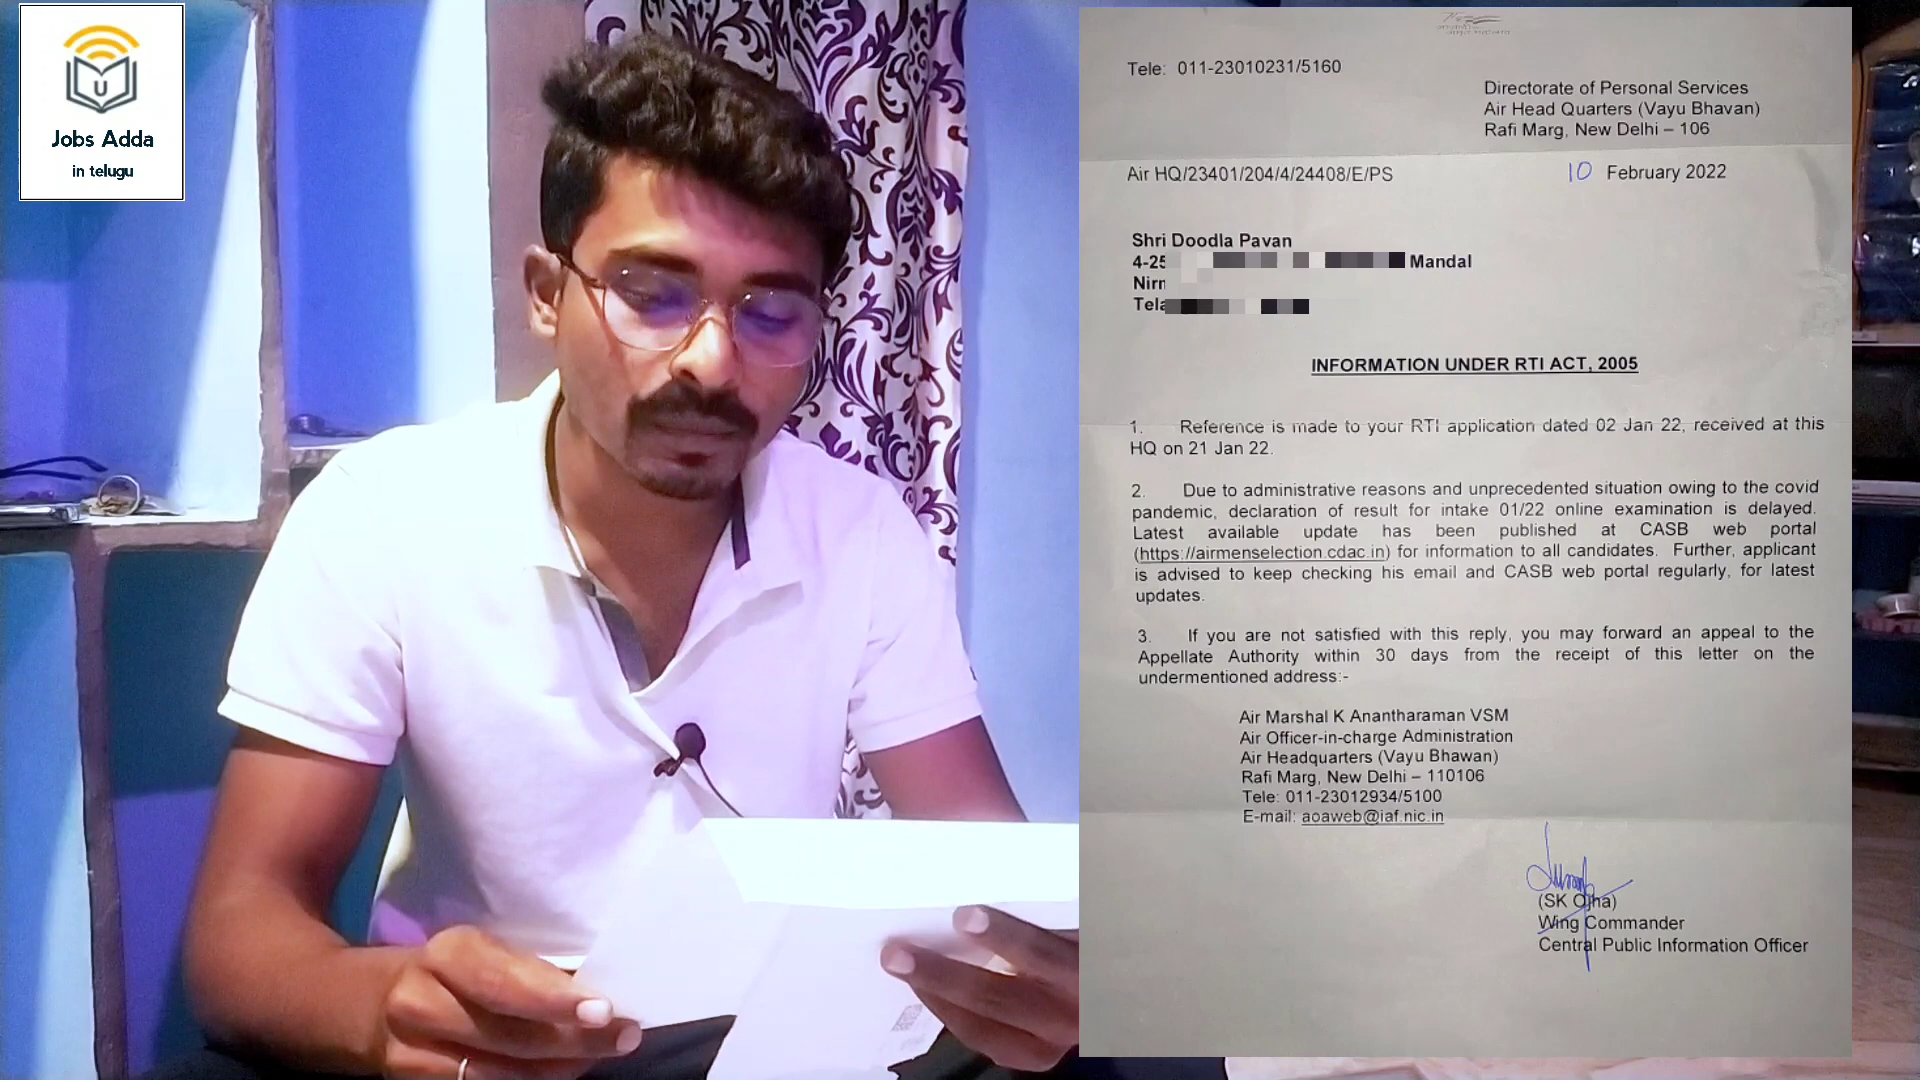 U
Jobs Adda
in telugu
Tele: 011-23010231/5160
Directorate of Personal Services
Air Head Quarters (Vayu Bhavan)
Rafi Marg, New Delhi – 106
Air HQ/23401/204/4/24408/E/PS
10 February 2022
Shri Doodla Pavan
4-25 Mandal
Nirn
Tela
INFORMATION UNDER RTI ACT, 2005
1. Reference is made to your RTI application dated 02 Jan 22, received at this
HQ on 21 Jan 22.
2. Due to administrative reasons and unprecedented situation owing to the covid
pandemic, declaration of result for intake 01/22 online examination is delayed.
Latest available update has been published at CASB web portal
(https://airmenselection.cdac.in) for information to all candidates. Further, applicant
is advised to keep checking his email and CASB web portal regularly, for latest
updates.
3. If you are not satisfied with this reply, you may forward an appeal to the
Appellate Authority within 30 days from the receipt of this letter on the
undermentioned address:-
Air Marshal K Anantharaman VSM
Air Officer-in-charge Administration
Air Headquarters (Vayu Bhawan)
Rafi Marg, New Delhi – 110106
Tele: 011-23012934/5100
E-mail: aoaweb@iaf.nic.in
(SK Ojha)
Wing Commander
Central Public Information Officer